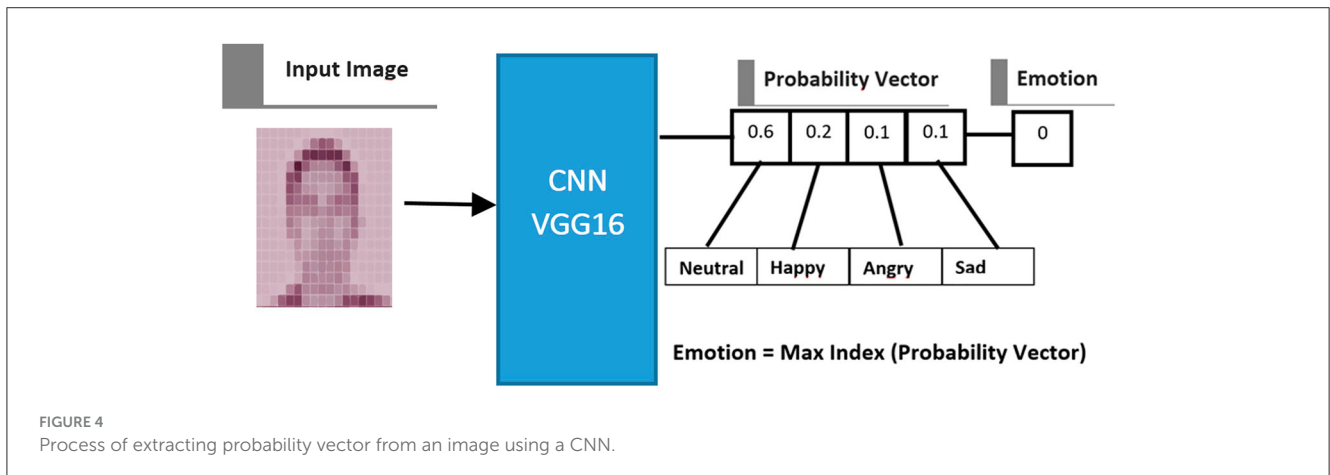 Input Image
Probability Vector
Emotion
CNN
VGG16
0.6 0.2 0.1 0.1 0
Neutral Happy Angry Sad
Emotion = Max Index (Probability Vector)
FIGURE 4
Process of extracting probability vector from an image using a CNN.